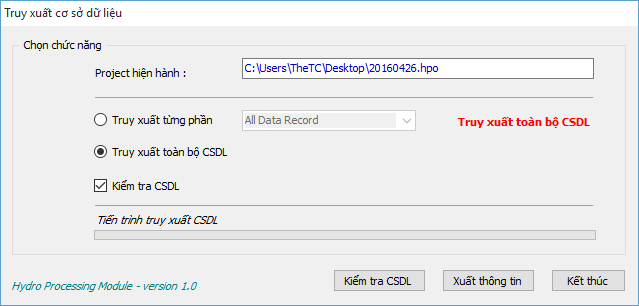 Truy xuất cơ sở dữ liệu
Chọn chức năng
Project hiện hành :
C:\Users\TheTC\Desktop\20160426.hpo
Truy xuất từng phần
All Data Record
Truy xuất toàn bộ CSDL
Truy xuất toàn bộ CSDL
Kiểm tra CSDL
Tiến trình truy xuất CSDL
Hydro Processing Module - version 1.0
Kiểm tra CSDL
Xuất thông tin
Kết thúc